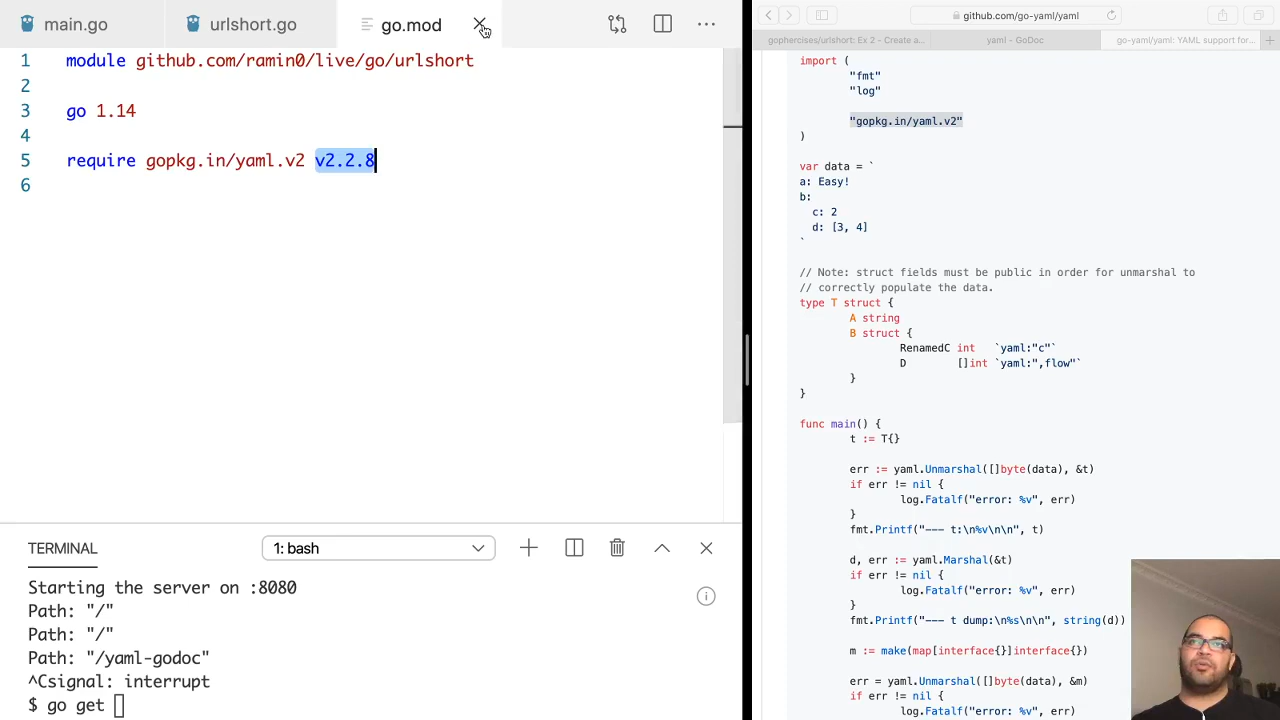 main.go
urlshort.go
go.mod
1 module github.com/ramin0/live/go/urlshort
2
3 go 1.14
4
5 require gopkg.in/yaml.v2 v2.2.8
6
TERMINAL
1: bash
Starting the server on :8080
Path: "/"
Path: "/"
Path: "/yaml-godoc"
^Csignal: interrupt
$ go get
github.com/go-yaml/yaml
gophercises/urlshort: Ex 2 - Create a...
yaml - GoDoc
go-yaml/yaml: YAML support for...
import (
"fmt"
"log"
"gopkg.in/yaml.v2"
)
var data = `
a: Easy!
b:
c: 2
d: [3, 4]
`
// Note: struct fields must be public in order for unmarshal to
// correctly populate the data.
type T struct {
A string
B struct {
RenamedC int `yaml:"c"`
D []int `yaml:",flow"`
}
}
func main() {
t := T{}
err := yaml.Unmarshal([]byte(data), &t)
if err != nil {
log.Fatalf("error: %v", err)
}
fmt.Printf("--- t:\n%v\n\n", t)
d, err := yaml.Marshal(&t)
if err != nil {
log.Fatalf("error: %v", err)
}
fmt.Printf("--- t dump:\n%s\n\n", string(d))
m := make(map[interface{}]interface{})
err = yaml.Unmarshal([]byte(data), &m)
if err != nil {
log.Fatalf("error: %v", err)